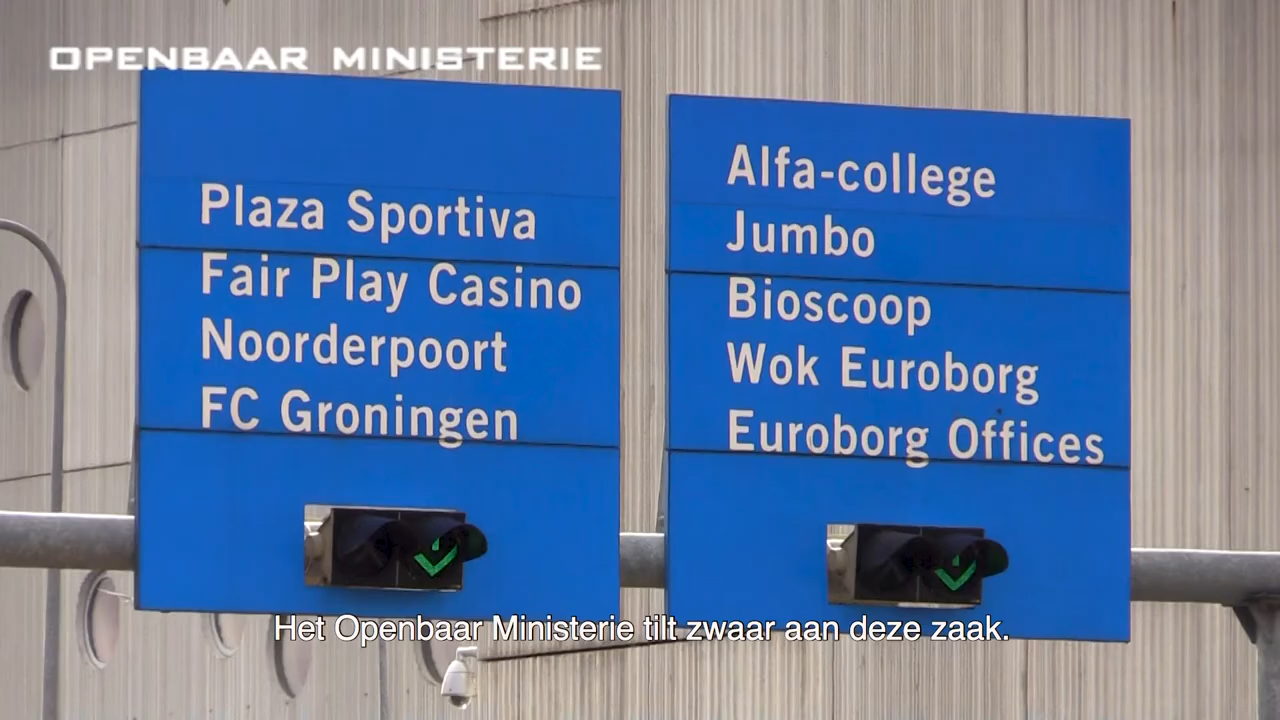 OPENBAAR MINISTERIE
Plaza Sportiva
Fair Play Casino
Noorderpoort
FC Groningen
Alfa-college
Jumbo
Bioscoop
Wok Euroborg
Euroborg Offices
Het Openbaar Ministerie tilt zwaar aan deze zaak.